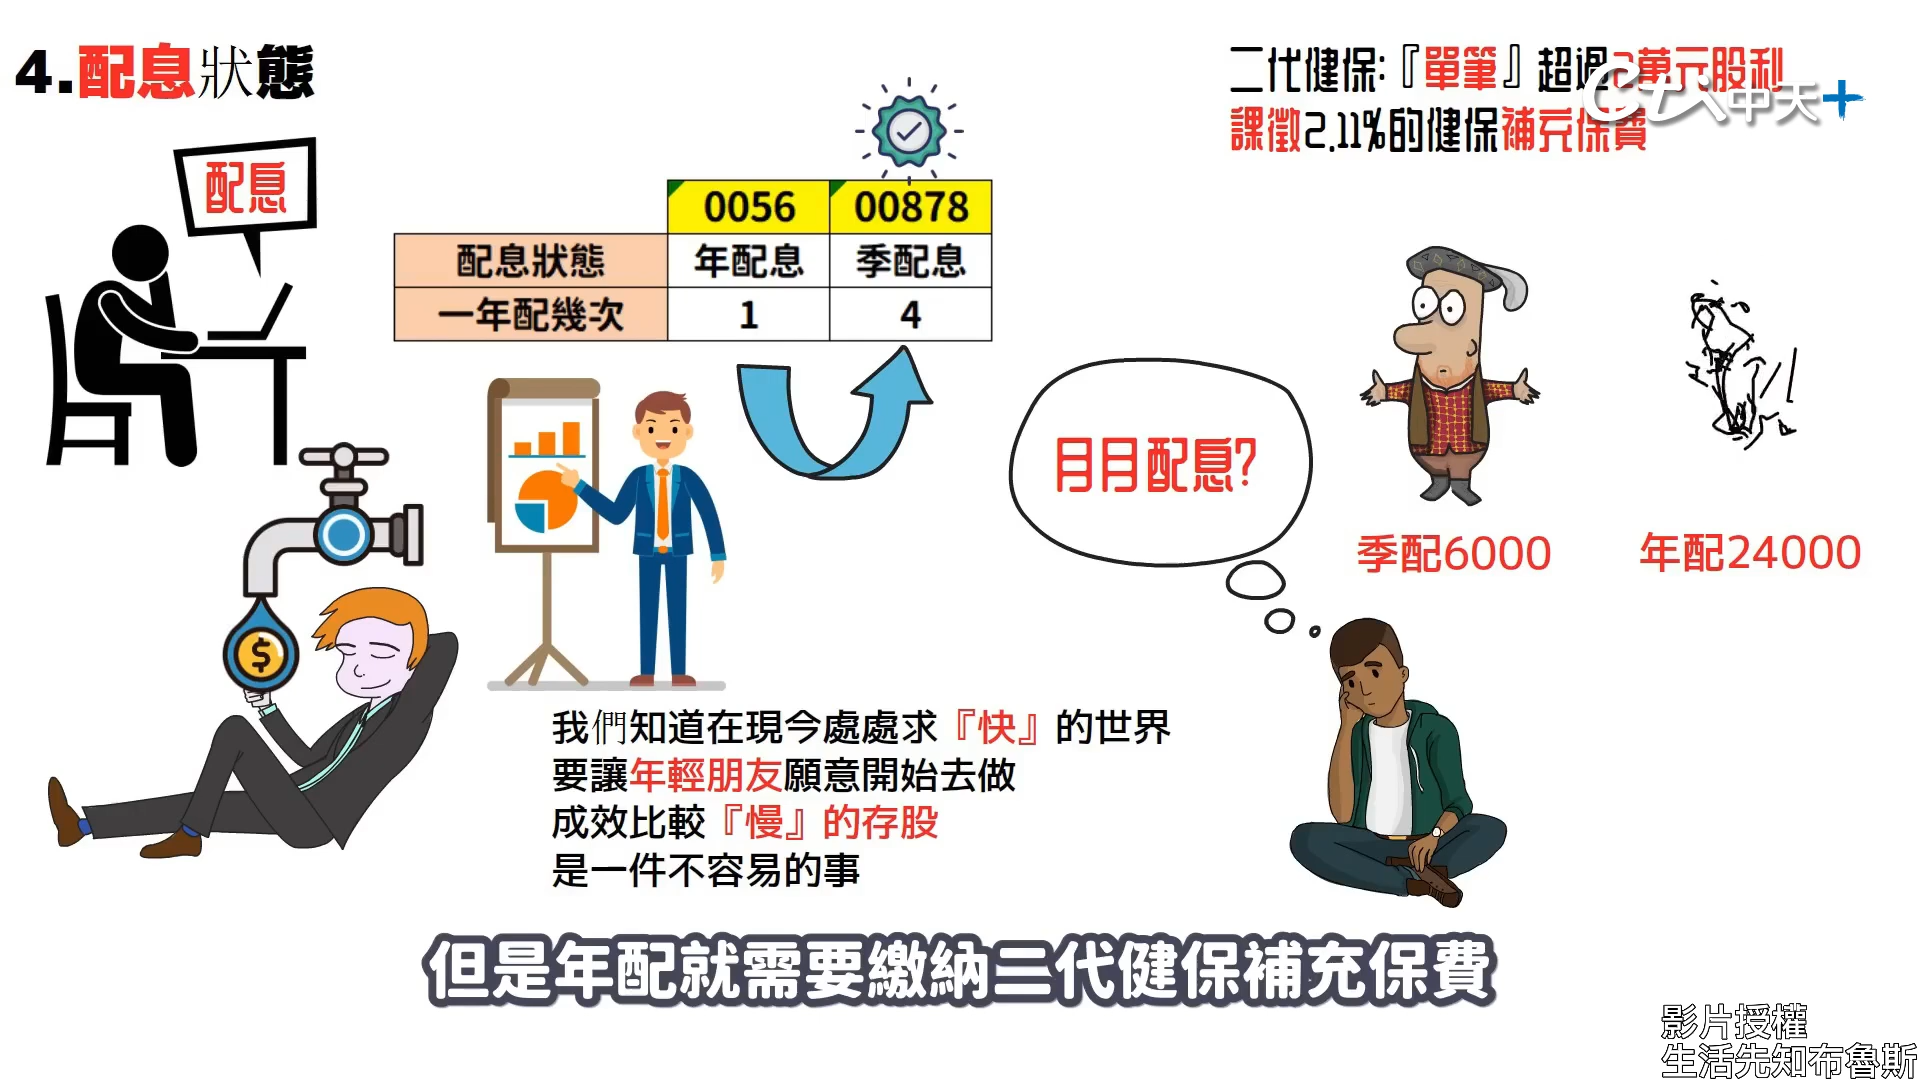 4.配息狀態
二代健保:『單筆』超過2萬元股利
課徵2.11%的健保補充保費
cti中天+
配息
0056 00878
配息狀態 年配息 季配息
一年配幾次 1 4
月月配息?
季配6000
年配24000
我們知道在現今處處求『快』的世界
要讓年輕朋友願意開始去做
成效比較『慢』的存股
是一件不容易的事
但是年配就需要繳納二代健保補充保費
影片授權
生活先知布魯斯